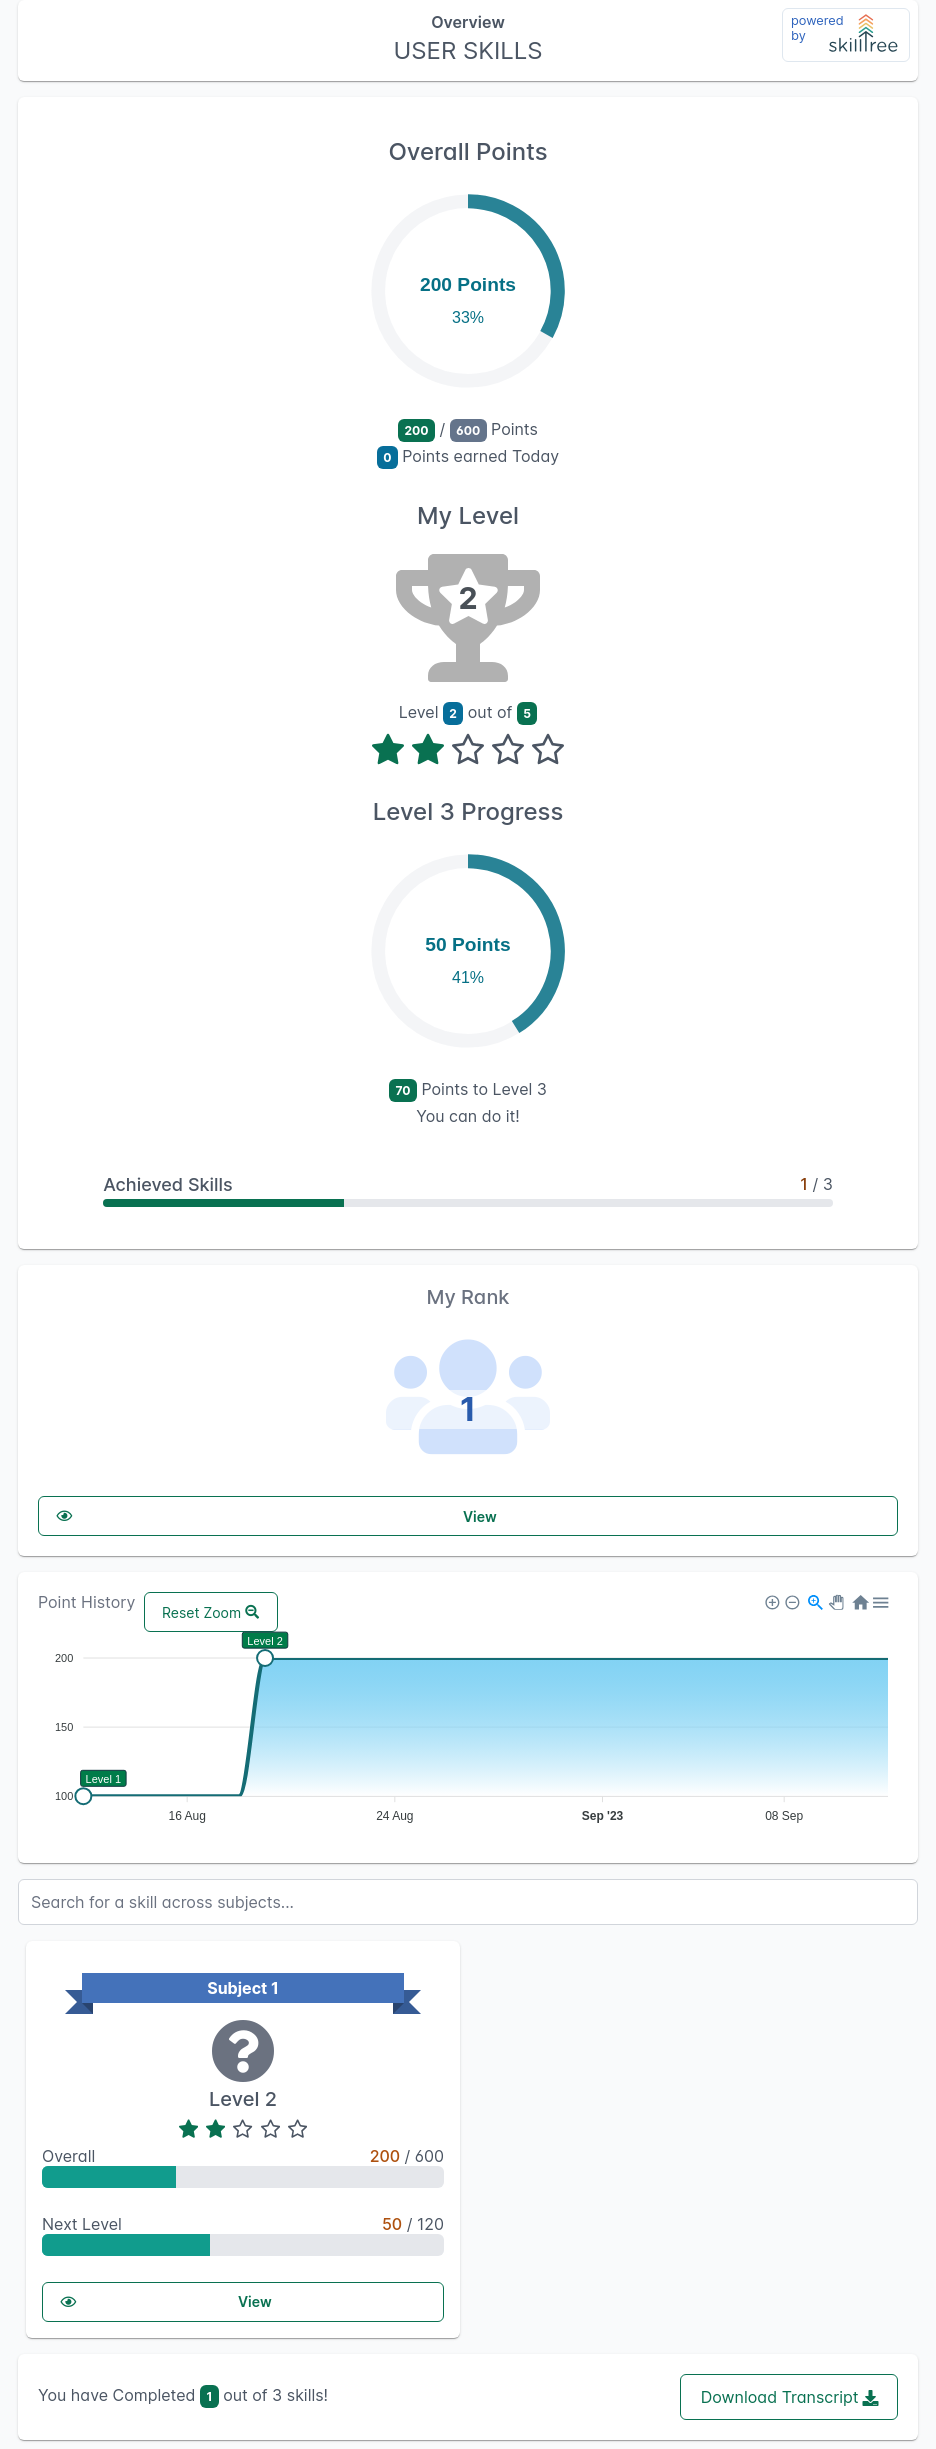 Overview
USER SKILLS
powered
by
skilltree
Overall Points
200 Points
33%
200 / 600 Points
0 Points earned Today
My Level
2
Level 2 out of 5
Level 3 Progress
50 Points
41%
70 Points to Level 3
You can do it!
Achieved Skills 1 / 3
My Rank
1
View
Point History Reset Zoom
Level 2
200
150
Level 1
100
16 Aug 24 Aug Sep '23 08 Sep
Search for a skill across subjects...
Subject 1
Level 2
Overall 200 / 600
Next Level 50 / 120
View
You have Completed 1 out of 3 skills! Download Transcript